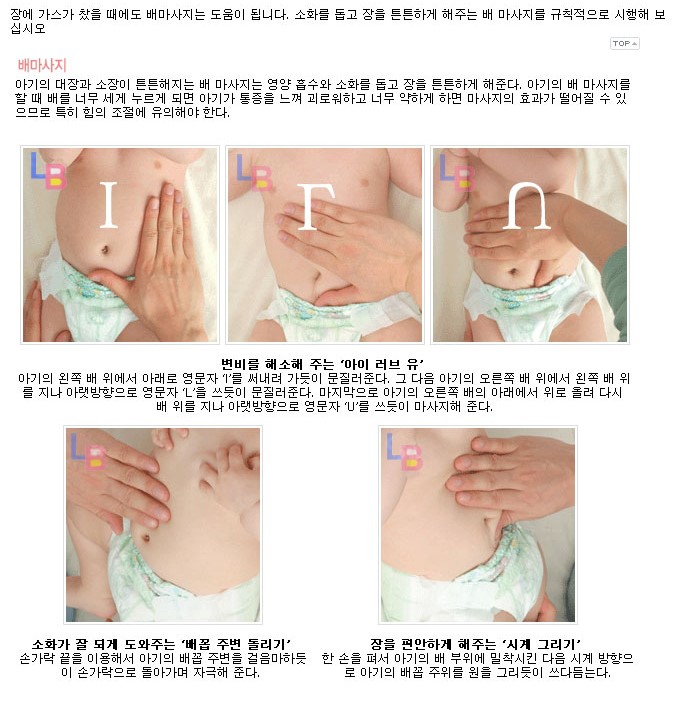 장에 가스가 찼을 때에도 배마사지는 도움이 됩니다. 소화를 돕고 장을 튼튼하게 해주는 배 마사지를 규칙적으로 시행해 보
십시오
TOP
배마사지
아기의 대장과 소장이 튼튼해지는 배 마사지는 영양 흡수와 소화를 돕고 장을 튼튼하게 해준다. 아기의 배 마사지를
할 때 배를 너무 세게 누르게 되면 아기가 통증을 느껴 괴로워하고 너무 약하게 하면 마사지의 효과가 떨어질 수 있
으므로 특히 힘의 조절에 유의해야 한다.
LB I
LB Γ
LB U
변비를 해소해 주는 ‘아이 러브 유’
아기의 왼쪽 배 위에서 아래로 영문자 ‘I’를 써내려 가듯이 문질러준다. 그 다음 아기의 오른쪽 배 위에서 왼쪽 배 위
를 지나 아랫방향으로 영문자 ‘L’을 쓰듯이 문질러준다. 마지막으로 아기의 오른쪽 배의 아래에서 위로 올려 다시
배 위를 지나 아랫방향으로 영문자 ‘U’를 쓰듯이 마사지해 준다.
LB
LB
소화가 잘 되게 도와주는 ‘배꼽 주변 돌리기’
손가락 끝을 이용해서 아기의 배꼽 주변을 걸음마하듯
이 손가락으로 돌아가며 자극해 준다.
장을 편안하게 해주는 ‘시계 그리기’
한 손을 펴서 아기의 배 부위에 밀착시킨 다음 시계 방향으
로 아기의 배꼽 주위를 원을 그리듯이 쓰다듬는다.